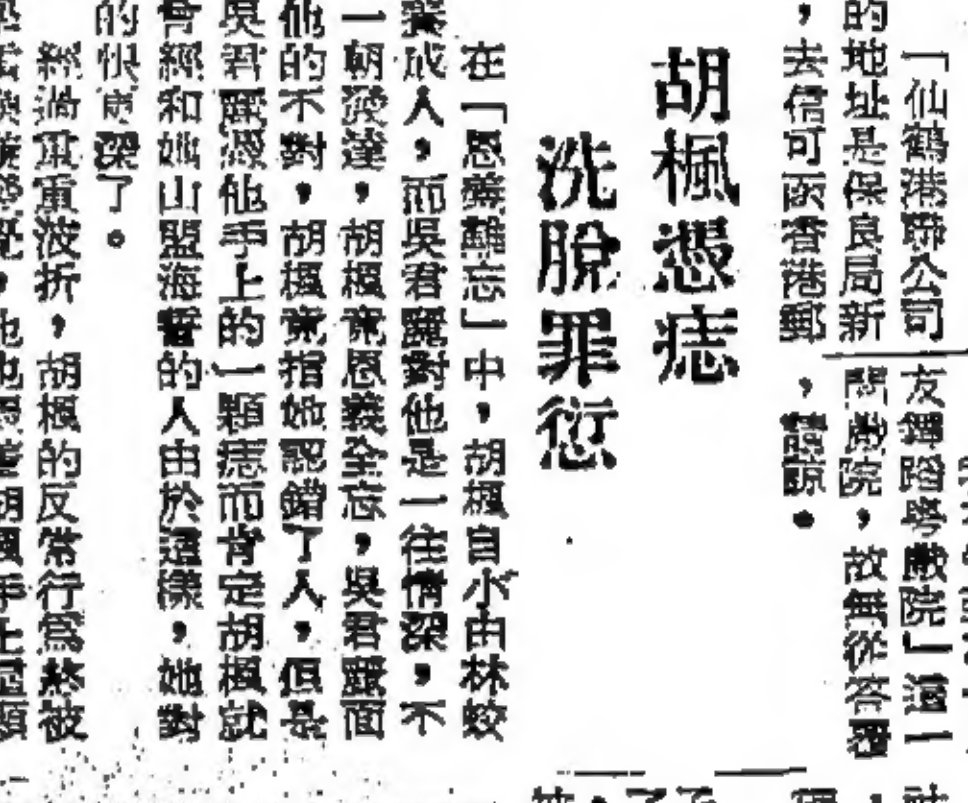 「仙鶴港聯公司
的地址是保良局新
,去信可函香港郵
友鐸蹈學戲院」這一
問戲院,故無從答覆
,請諒。
胡楓憑痣
洗脫罪衍
在「恩義難忘」中,胡楓自小由林蛟
養成人,而吳君麗對他是一往情深,不
一朝發達,胡楓竟恩義全忘,吳君麗面
他的不對,胡楓竟指她認錯了人,但是
吳君麗憑他手上的一顆痣而肯定胡楓就
曾經和她山盟海誓的人由於這樣,她對
的恨更深了。
經過重重波折,胡楓的反常行為終被